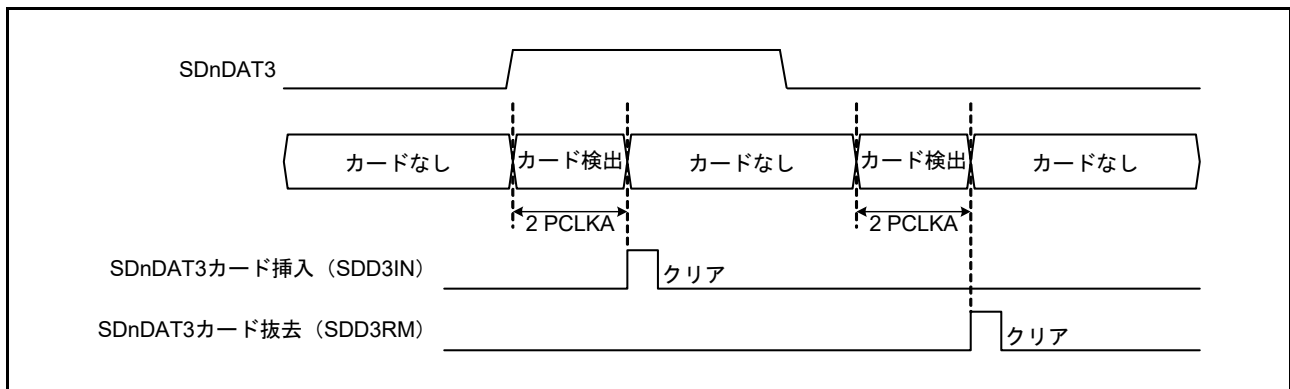 SDnDAT3
カードなし カード検出 カードなし カード検出 カードなし
2 PCLKA 2 PCLKA
SDnDAT3カード挿入（SDD3IN） クリア
SDnDAT3カード抜去（SDD3RM） クリア